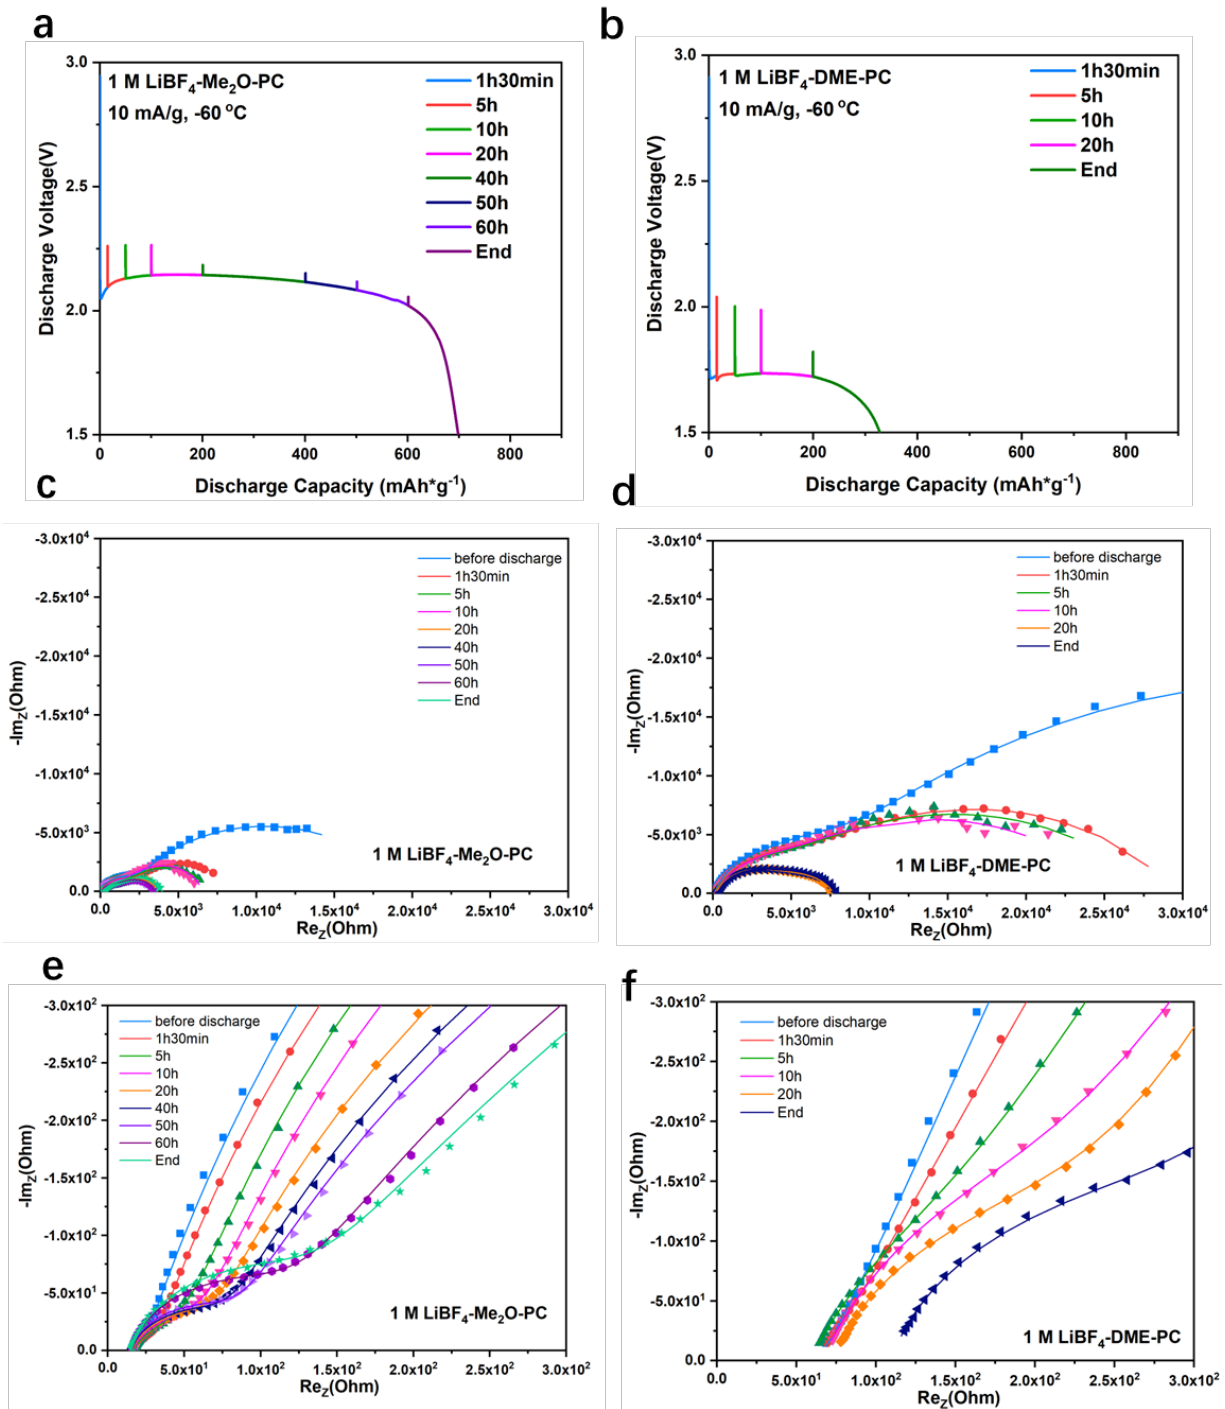 a
3.0
2.5
2.0
1.5
Discharge Voltage(V)
1 M LiBF₄-Me₂O-PC
10 mA/g, -60 °C
1h30min
5h
10h
20h
40h
50h
60h
End
0 200 400 600 800
Discharge Capacity (mAh*g⁻¹)
b
3.0
2.5
2.0
1.5
Discharge Voltage(V)
1 M LiBF₄-DME-PC
10 mA/g, -60 °C
1h30min
5h
10h
20h
End
0 200 400 600 800
Discharge Capacity (mAh*g⁻¹)
c
-3.0x10⁴
-2.5x10⁴
-2.0x10⁴
-1.5x10⁴
-1.0x10⁴
-5.0x10³
0.0
-Im_Z(Ohm)
before discharge
1h30min
5h
10h
20h
40h
50h
60h
End
1 M LiBF₄-Me₂O-PC
0.0 5.0x10³ 1.0x10⁴ 1.5x10⁴ 2.0x10⁴ 2.5x10⁴ 3.0x10⁴
Re_Z(Ohm)
d
-3.0x10⁴
-2.5x10⁴
-2.0x10⁴
-1.5x10⁴
-1.0x10⁴
-5.0x10³
0.0
-Im_Z(Ohm)
before discharge
1h30min
5h
10h
20h
End
1 M LiBF₄-DME-PC
0.0 5.0x10³ 1.0x10⁴ 1.5x10⁴ 2.0x10⁴ 2.5x10⁴ 3.0x10⁴
Re_Z(Ohm)
e
-3.0x10²
-2.5x10²
-2.0x10²
-1.5x10²
-1.0x10²
-5.0x10¹
0.0
-Im_Z(Ohm)
before discharge
1h30min
5h
10h
20h
40h
50h
60h
End
1 M LiBF₄-Me₂O-PC
0.0 5.0x10¹ 1.0x10² 1.5x10² 2.0x10² 2.5x10² 3.0x10²
Re_Z(Ohm)
f
-3.0x10²
-2.5x10²
-2.0x10²
-1.5x10²
-1.0x10²
-5.0x10¹
0.0
-Im_Z(Ohm)
before discharge
1h30min
5h
10h
20h
End
1 M LiBF₄-DME-PC
0.0 5.0x10¹ 1.0x10² 1.5x10² 2.0x10² 2.5x10² 3.0x10²
Re_Z(Ohm)